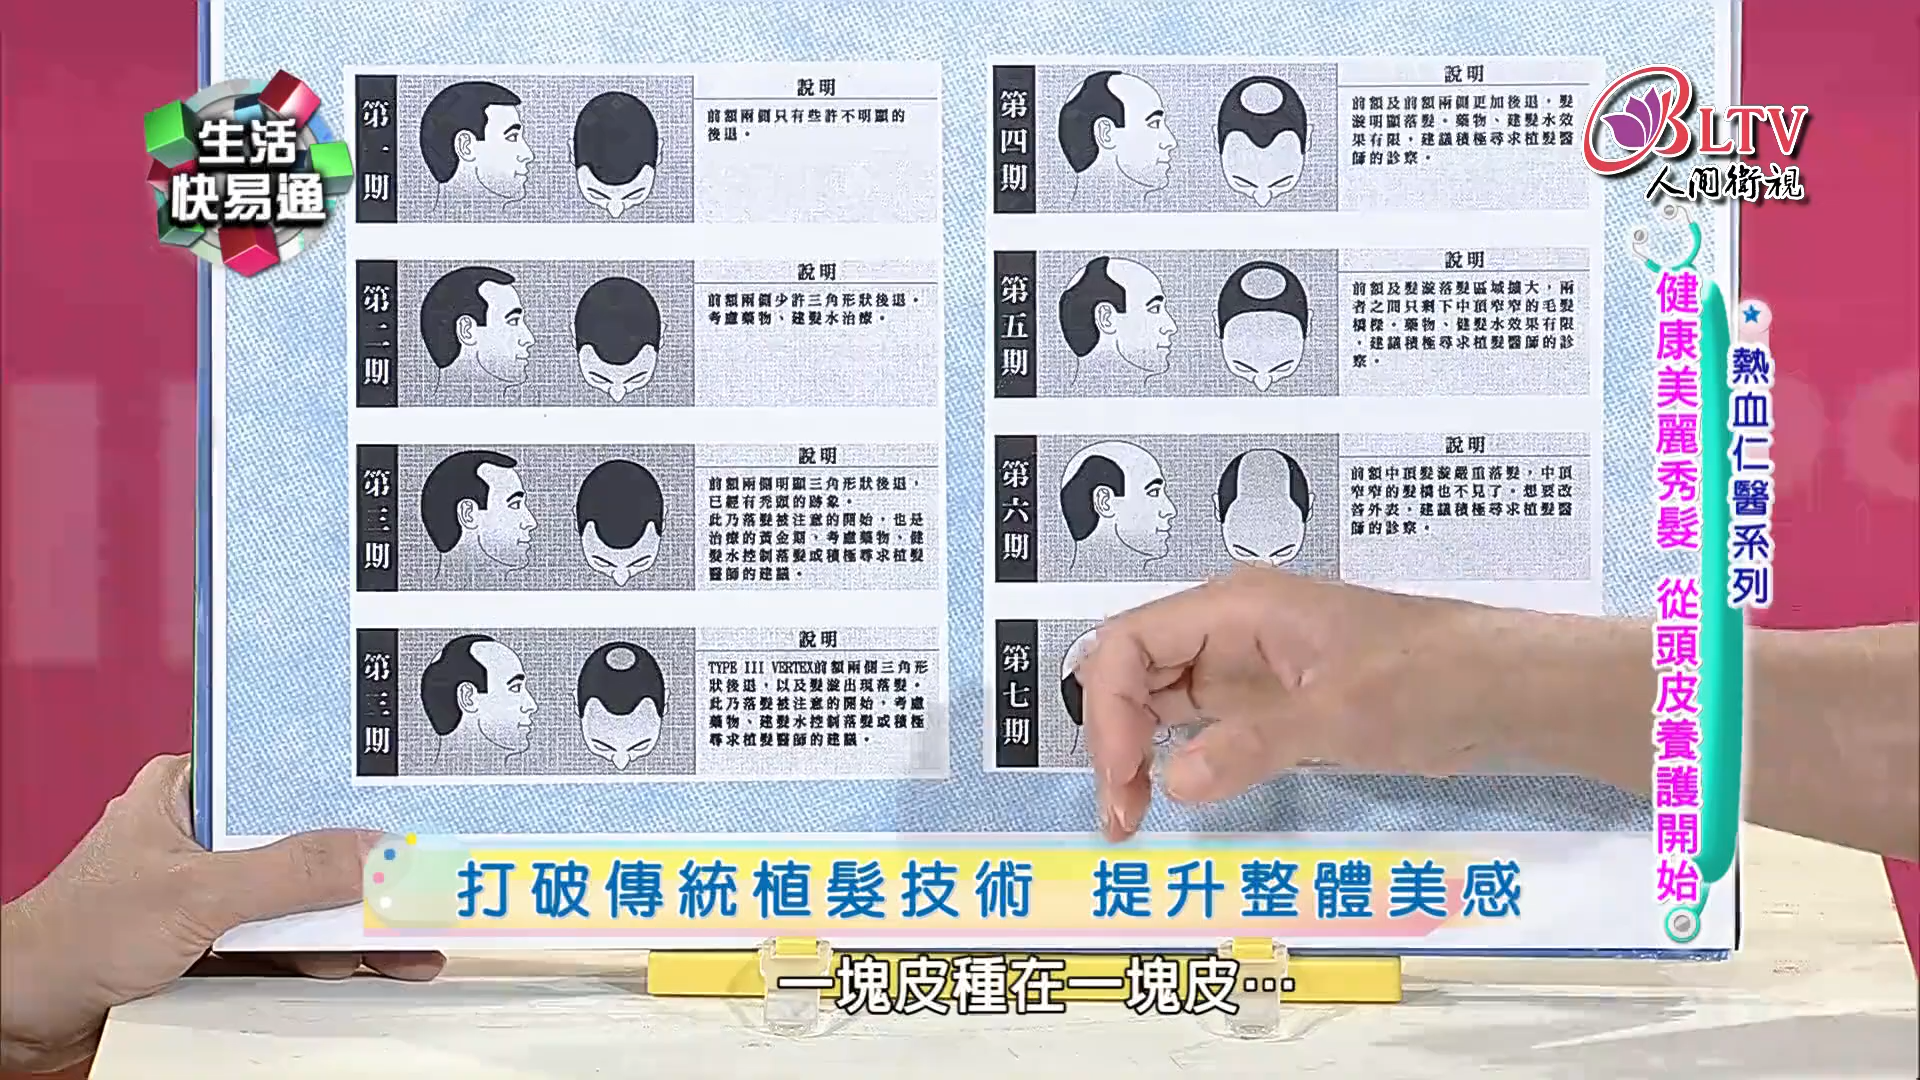 生活
快易通
BLTV
人間衛視
熱血仁醫系列
健康美麗秀髮 從頭皮養護開始
第一期
說明
前額兩側只有些許不明顯的
後退。
第二期
說明
前額兩側少許三角形狀後退。
考慮藥物、建髮水治療。
第三期
說明
前額兩側明顯三角形狀後退,
已經有禿頭的跡象。
此乃落髮被注意的開始,也是
治療的黃金期、考慮藥物、健
髮水控制落髮或積極尋求植髮
醫師的建議。
第三期
說明
TYPE III VERTEX前額兩側三角形
狀後退,以及髮漩出現落髮。
此乃落髮被注意的開始,考慮
藥物、建髮水控制落髮或積極
尋求植髮醫師的建議。
第四期
說明
前額及前額兩側更加後退,髮
漩明顯落髮。藥物、建髮水效
果有限,建議積極尋求植髮醫
師的診察。
第五期
說明
前額及髮漩落髮區域擴大,兩
者之間只剩下中頂窄窄的毛髮
橋樑。藥物、健髮水效果有限
。建議積極尋求植髮醫師的診
察。
第六期
說明
前額中頂髮漩嚴重落髮,中頂
窄窄的髮橋也不見了。想要改
善外表,建議積極尋求植髮醫
師的診察。
第七期
打破傳統植髮技術 提升整體美感
一塊皮種在一塊皮…